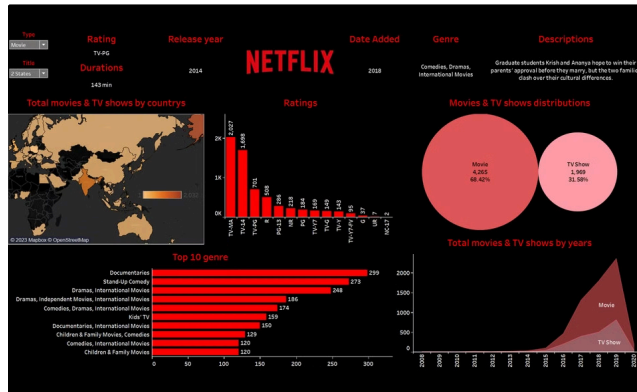 Type
Movie
Title
2 States
Rating
TV-PG
Durations
143 min
Release year
2014
NETFLIX
Date Added
2018
Genre
Comedies, Dramas,
International Movies
Descriptions
Graduate students Krish and Ananya hope to win their
parents' approval before they marry, but the two familie
clash over their cultural differences.
Total movies & TV shows by countrys
© 2023 Mapbox © OpenStreetMap
Ratings
2K
1K
0K
2,027
1,698
701
508
286
218
184
169
149
143
95
37
7
2
TV-MA
TV-14
TV-PG
R
PG-13
NR
PG
TV-Y7
TV-G
TV-Y
TV-Y7-FV
G
UR
NC-17
Movies & TV shows distributions
Movie
4,265
68.42%
TV Show
1,969
31.58%
Top 10 genre
Documentaries 299
Stand-Up Comedy 273
Dramas, International Movies 248
Dramas, Independent Movies, International Movies 186
Comedies, Dramas, International Movies 174
Kids' TV 159
Documentaries, International Movies 150
Children & Family Movies, Comedies 129
Comedies, International Movies 120
Children & Family Movies 120
0 50 100 150 200 250 300
Total movies & TV shows by years
2000
1500
1000
500
0
Movie
TV Show
2008 2009 2010 2011 2012 2013 2014 2015 2016 2017 2018 2019 2020